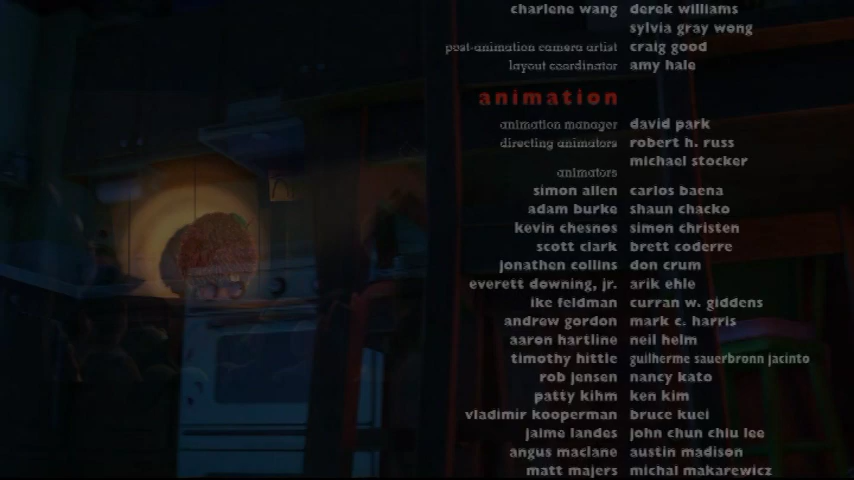 charlene wang derek williams
sylvia gray wong
post-animation camera artist craig good
layout coordinator amy hale
animation
animation manager david park
directing animators robert h. russ
michael stocker
animators
simon allen carlos baena
adam burke shaun chacko
kevin chesnos simon christen
scott clark brett coderre
jonathan collins don crum
everett downing, jr. arik ehle
ike feldman curran w. giddens
andrew gordon mark c. harris
aaron hartline neil helm
timothy hittle guilherme sauerbronn jacinto
rob jensen nancy kato
patty kihm ken kim
vladimir kooperman bruce kuei
jaime landes john chun chiu lee
angus maclane austin madison
matt majers michal makarewicz